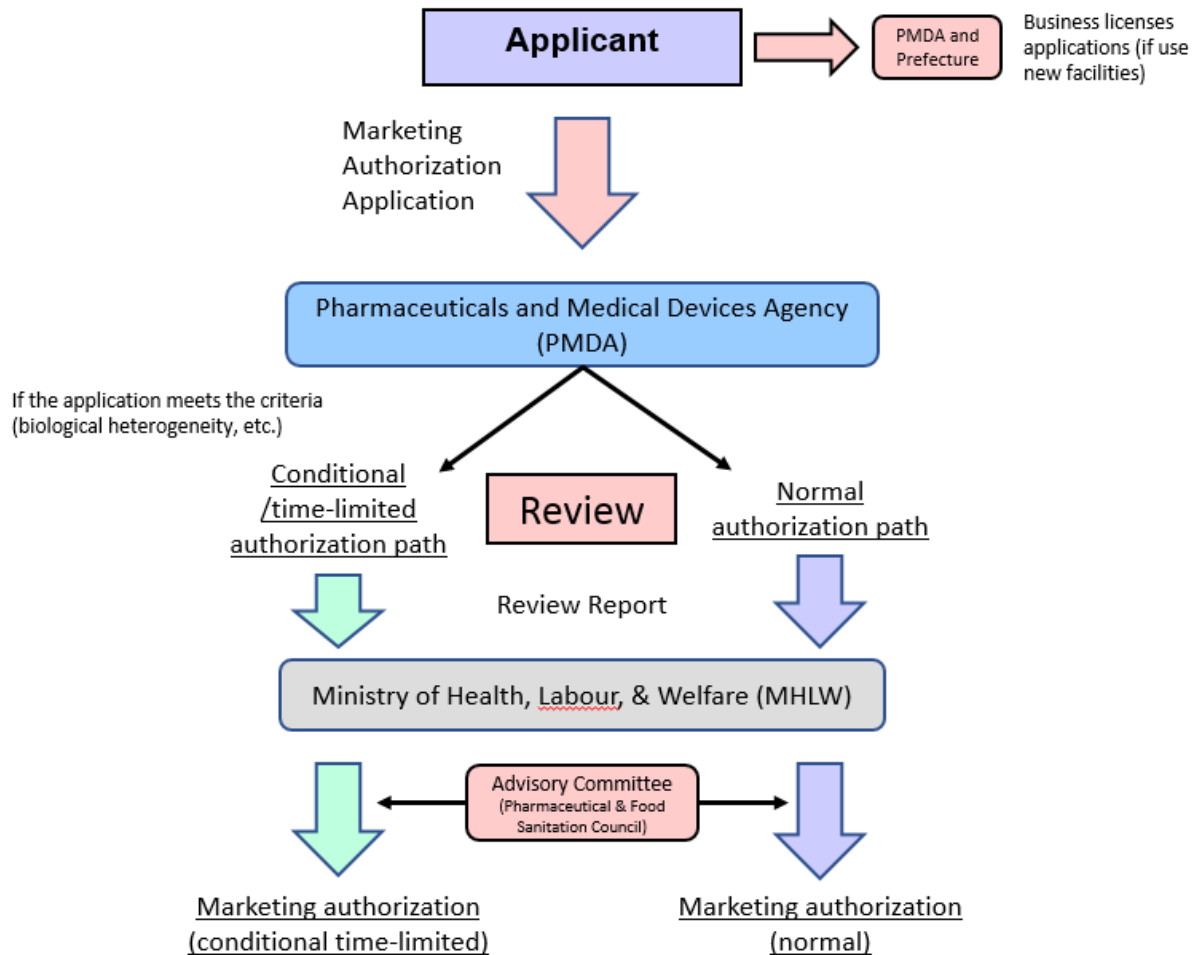 Applicant
PMDA and
Prefecture
Business licenses
applications (if use
new facilities)
Marketing
Authorization
Application
Pharmaceuticals and Medical Devices Agency
(PMDA)
If the application meets the criteria
(biological heterogeneity, etc.)
Conditional
/time-limited
authorization path
Review
Normal
authorization path
Review Report
Ministry of Health, Labour, & Welfare (MHLW)
Advisory Committee
(Pharmaceutical & Food
Sanitation Council)
Marketing authorization
(conditional time-limited)
Marketing authorization
(normal)